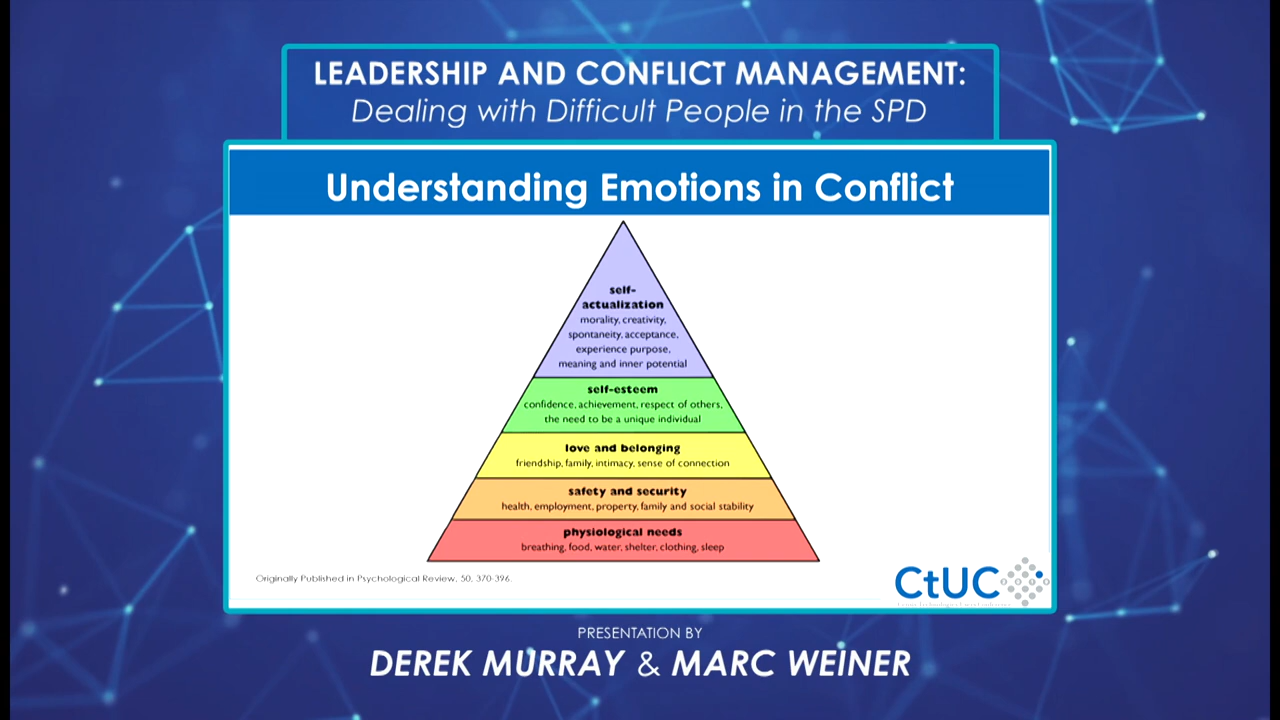 LEADERSHIP AND CONFLICT MANAGEMENT:
Dealing with Difficult People in the SPD
Understanding Emotions in Conflict
self-
actualization
morality, creativity,
spontaneity, acceptance,
experience purpose,
meaning and inner potential
self-esteem
confidence, achievement, respect of others,
the need to be a unique individual
love and belonging
friendship, family, intimacy, sense of connection
safety and security
health, employment, property, family and social stability
physiological needs
breathing, food, water, shelter, clothing, sleep
Originally Published in Psychological Review, 50, 370-396.
CtUC
PRESENTATION BY
DEREK MURRAY & MARC WEINER